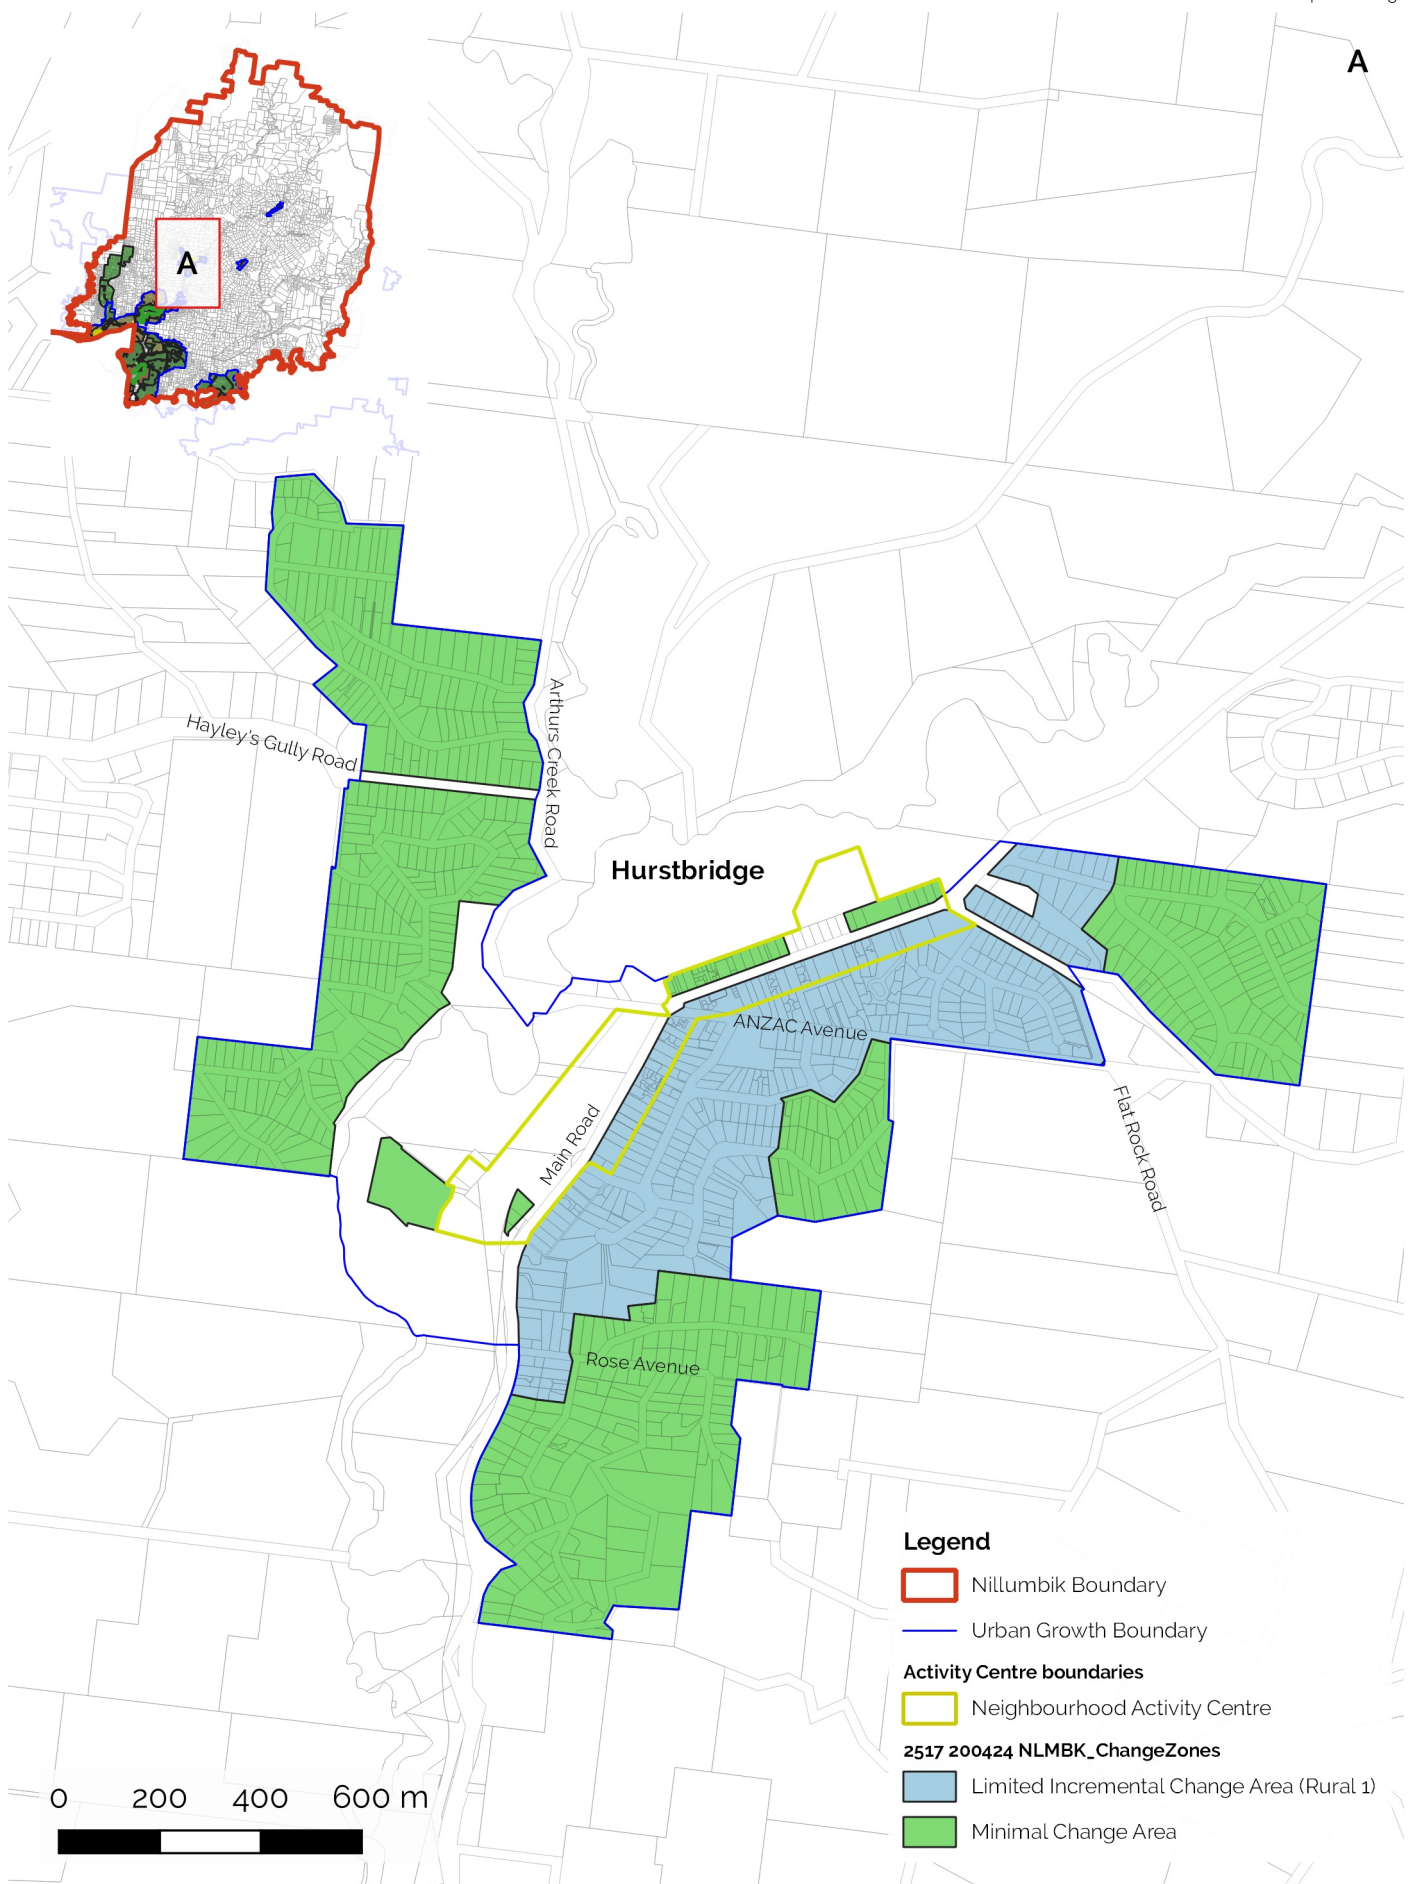 A
A
Hayley's Gully Road
Arthurs Creek Road
Hurstbridge
ANZAC Avenue
Main Road
Flat Rock Road
Rose Avenue
Legend
Nillumbik Boundary
Urban Growth Boundary
Activity Centre boundaries
Neighbourhood Activity Centre
2517 200424 NLMBK_ChangeZones
Limited Incremental Change Area (Rural 1)
Minimal Change Area
0 200 400 600 m